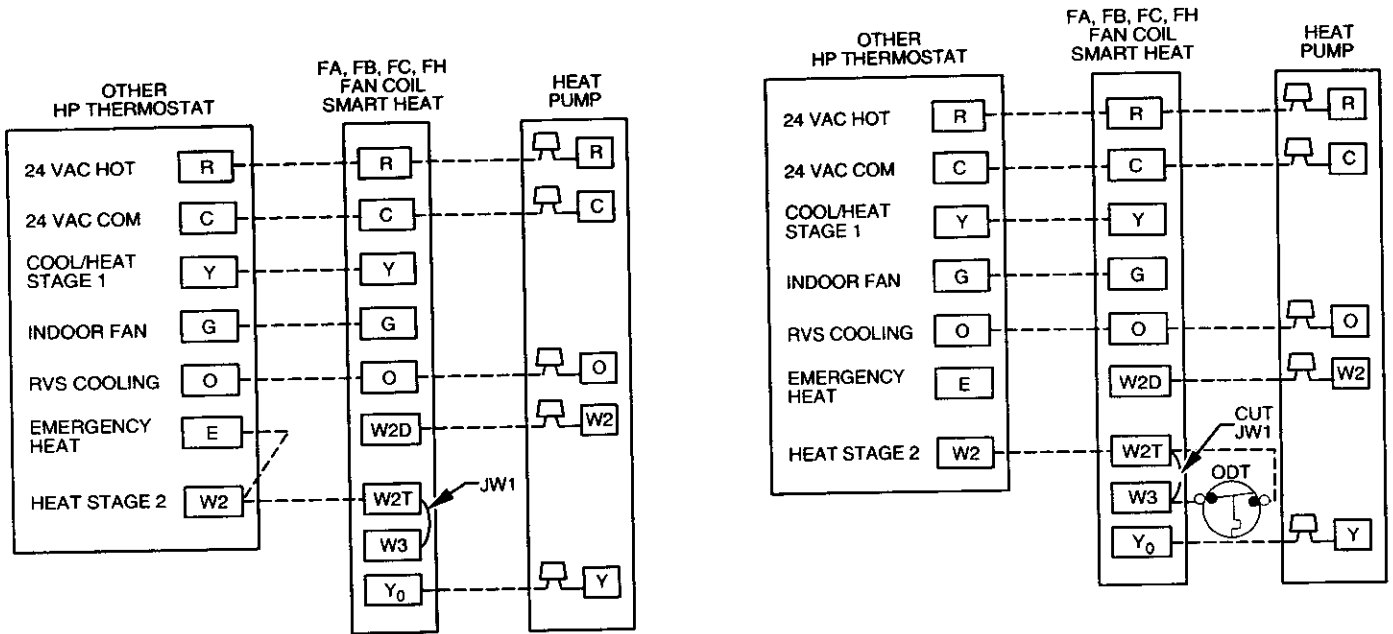 OTHER
HP THERMOSTAT
FA, FB, FC, FH
FAN COIL
SMART HEAT
HEAT
PUMP
24 VAC HOT R R R
24 VAC COM C C C
COOL/HEAT
STAGE 1 Y Y
INDOOR FAN G G
RVS COOLING O O O
EMERGENCY
HEAT E W2D W2
HEAT STAGE 2 W2 W2T JW1
W3
Y0 Y
OTHER
HP THERMOSTAT
FA, FB, FC, FH
FAN COIL
SMART HEAT
HEAT
PUMP
24 VAC HOT R R R
24 VAC COM C C C
COOL/HEAT
STAGE 1 Y Y
INDOOR FAN G G
RVS COOLING O O O
EMERGENCY
HEAT E W2D W2
CUT
JW1
HEAT STAGE 2 W2 W2T
ODT
W3
Y0 Y